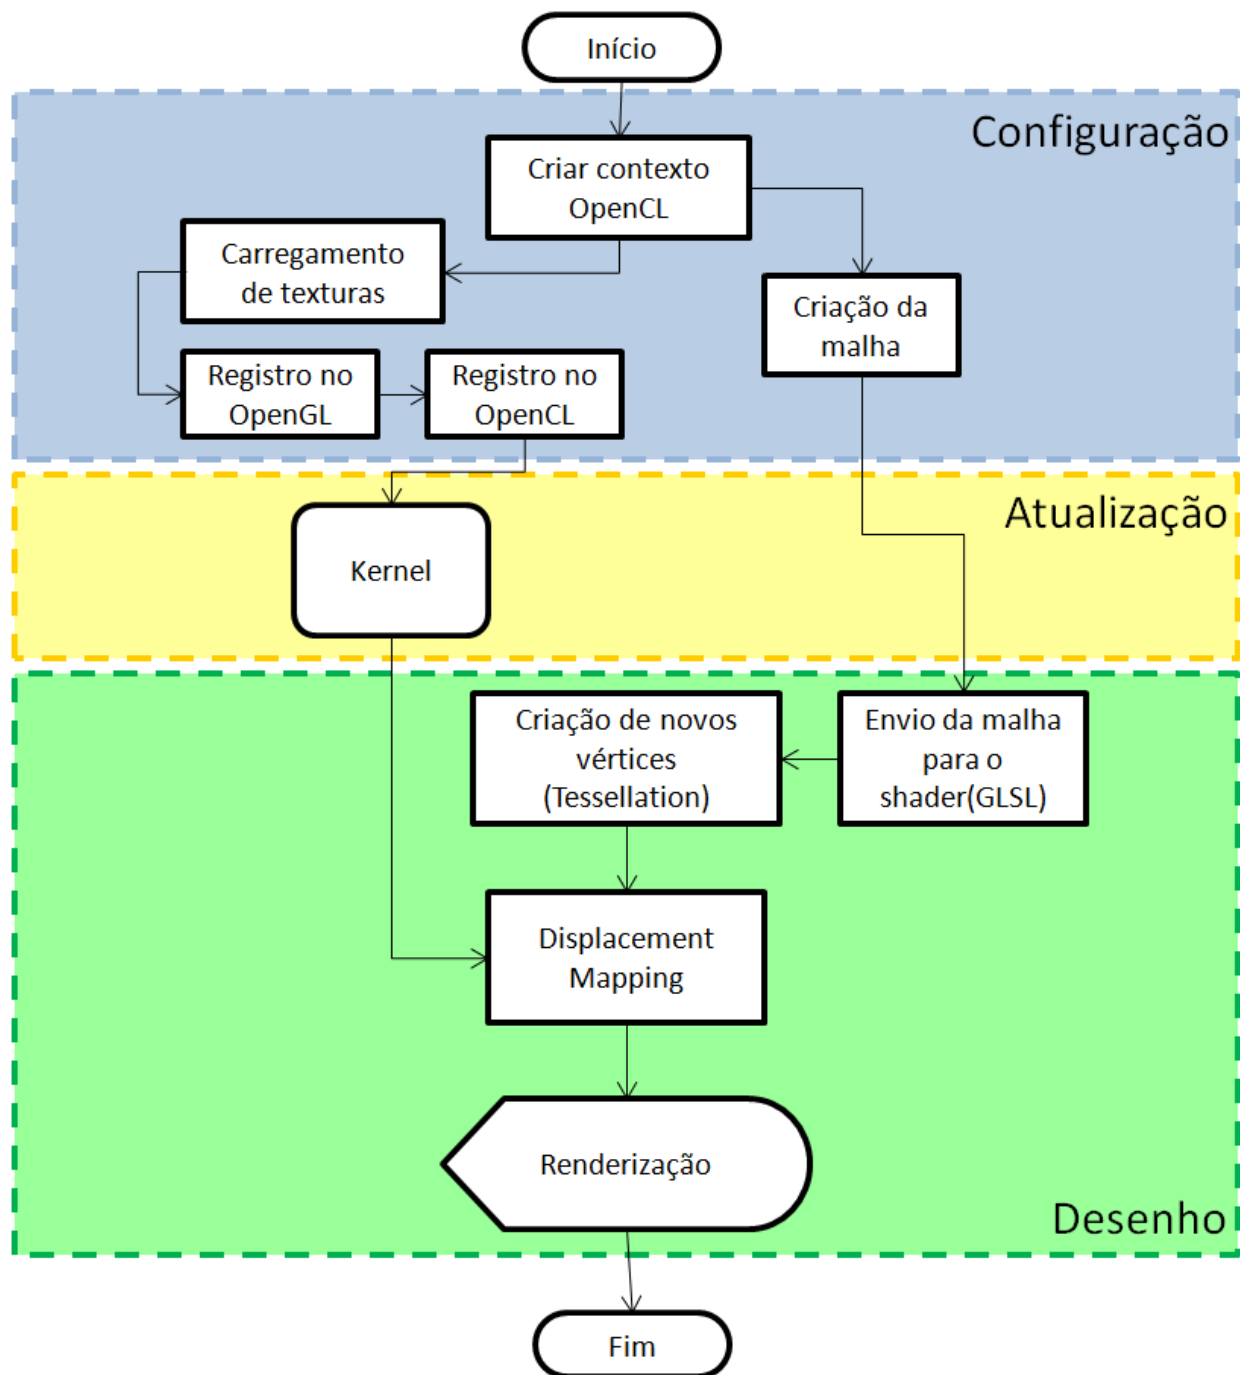 Início
Configuração
Criar contexto
OpenCL
Carregamento
de texturas
Criação da
malha
Registro no
OpenGL
Registro no
OpenCL
Atualização
Kernel
Criação de novos
vértices
(Tessellation)
Envio da malha
para o
shader(GLSL)
Displacement
Mapping
Renderização
Desenho
Fim